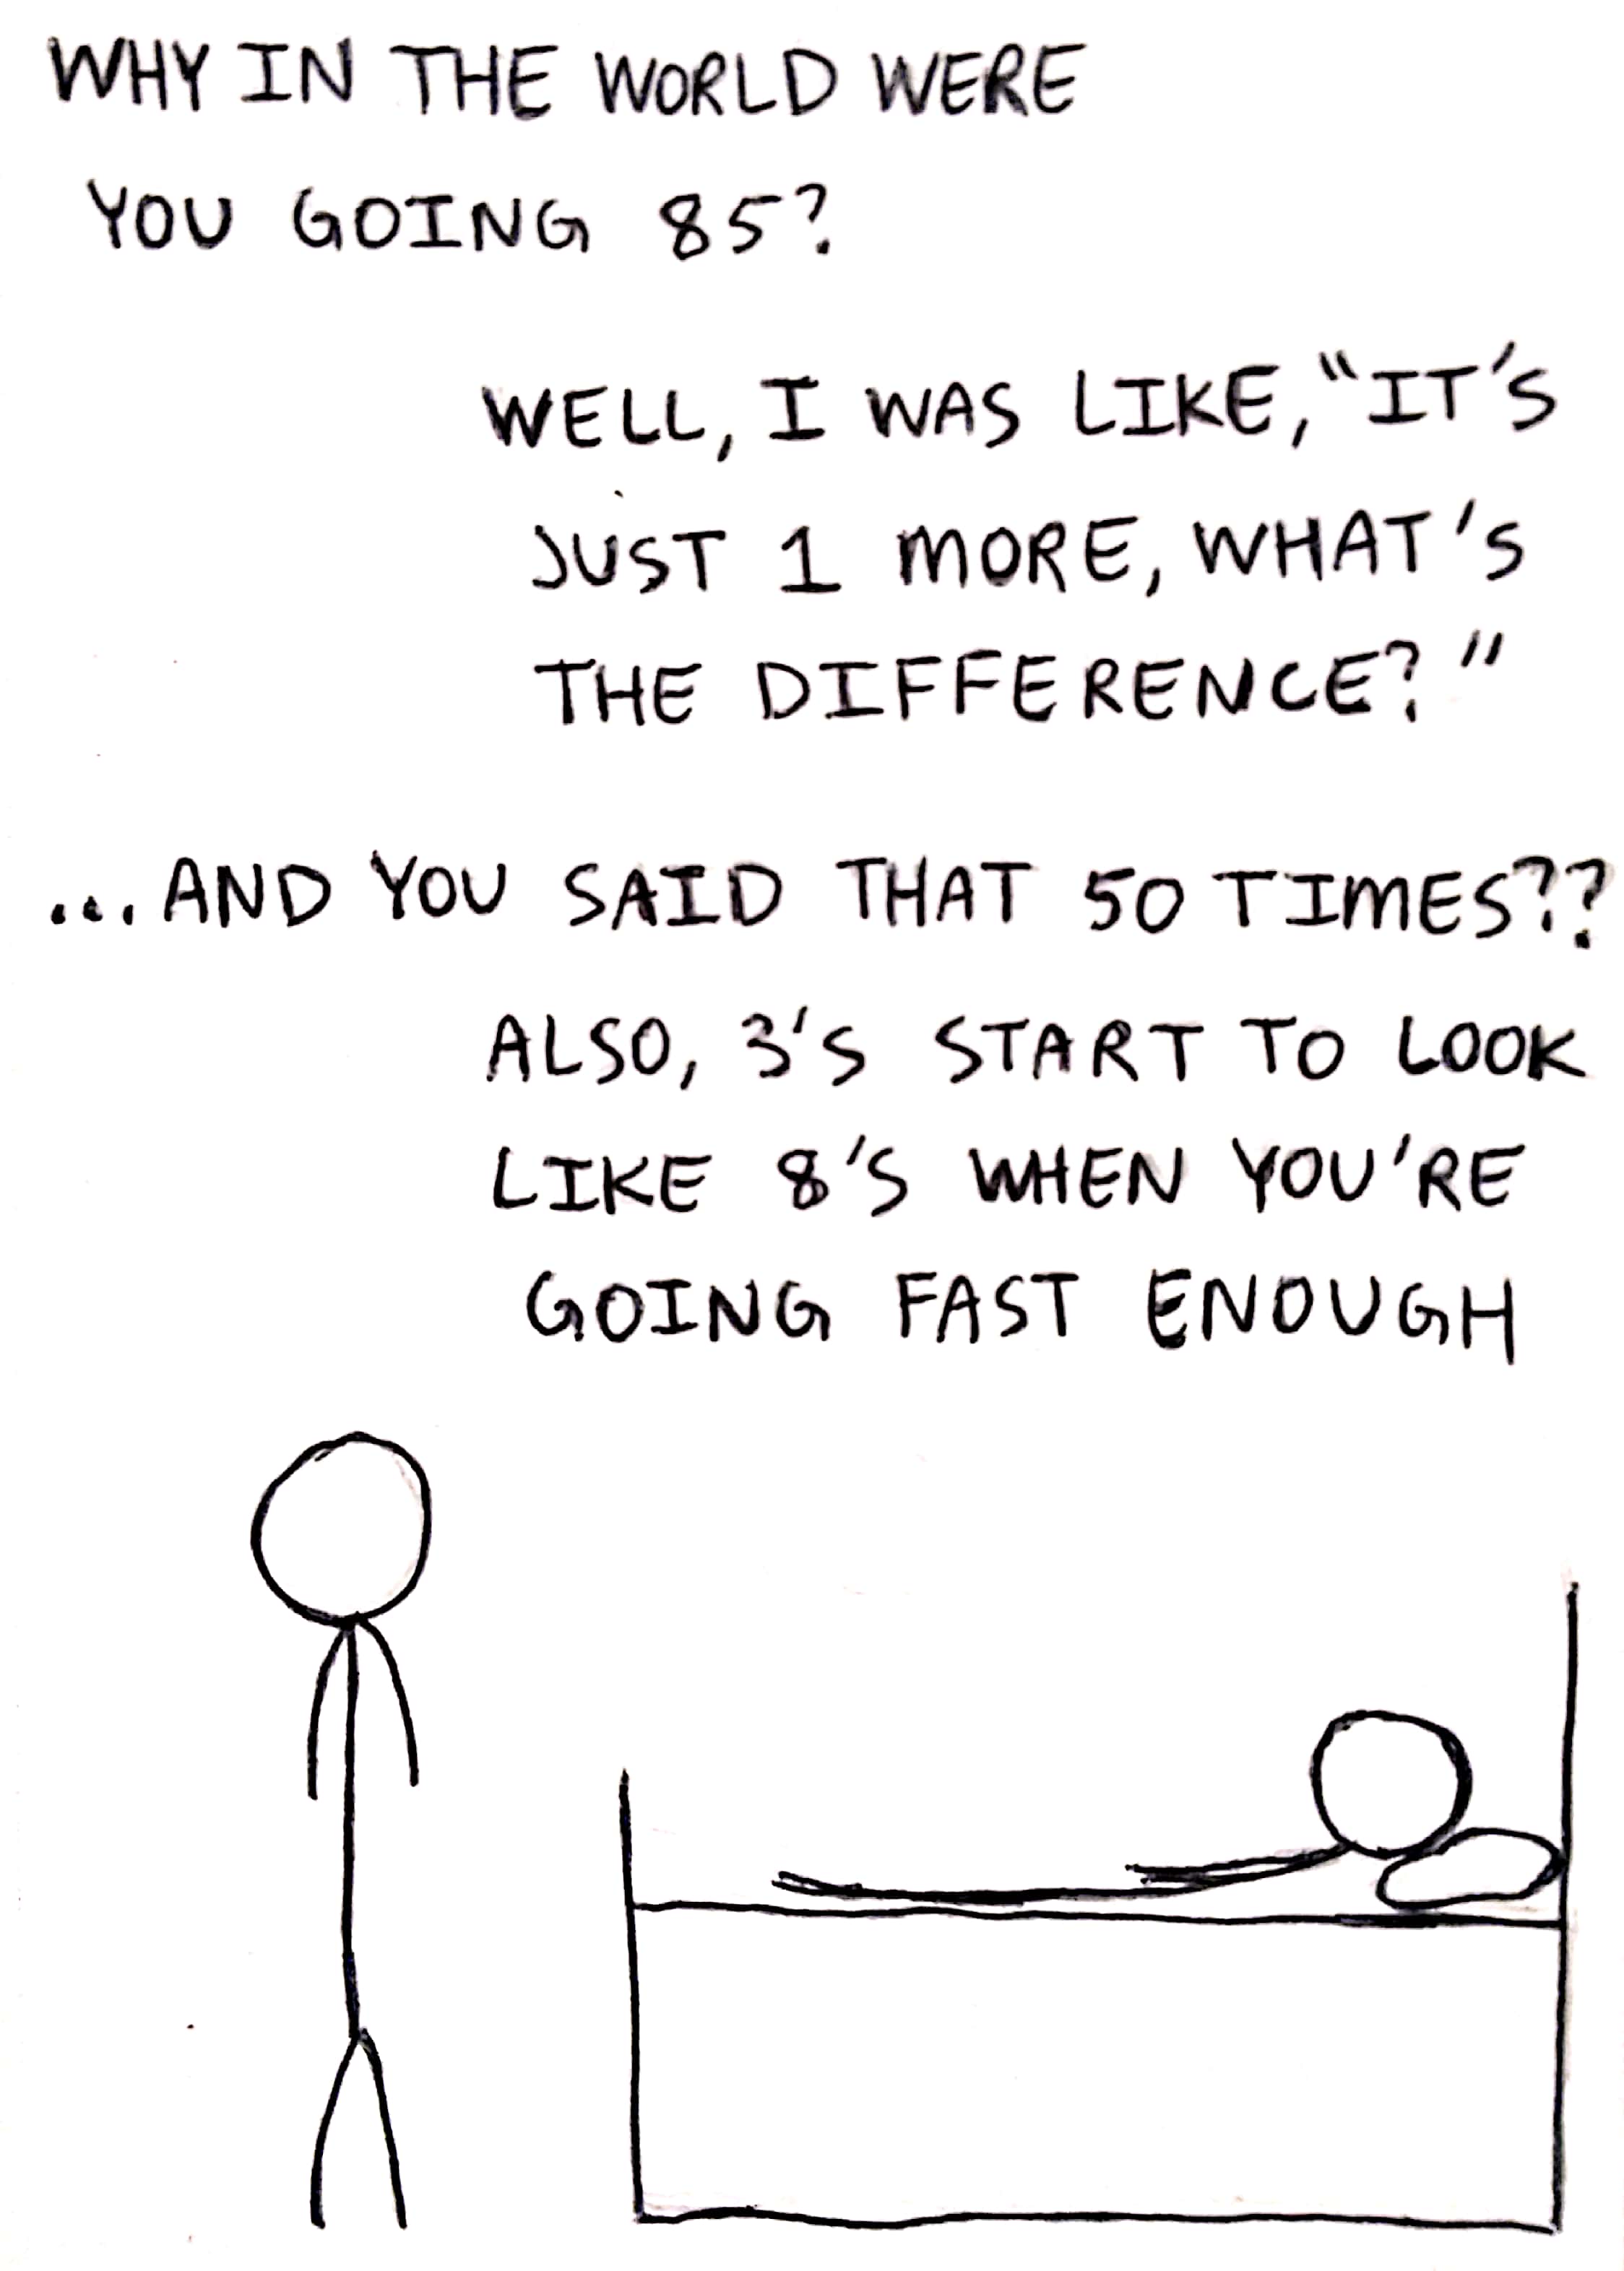 WHY IN THE WORLD WERE
YOU GOING 85?
WELL, I WAS LIKE, "IT'S
JUST 1 MORE, WHAT'S
THE DIFFERENCE?"
...AND YOU SAID THAT 50 TIMES??
ALSO, 3'S START TO LOOK
LIKE 8'S WHEN YOU'RE
GOING FAST ENOUGH